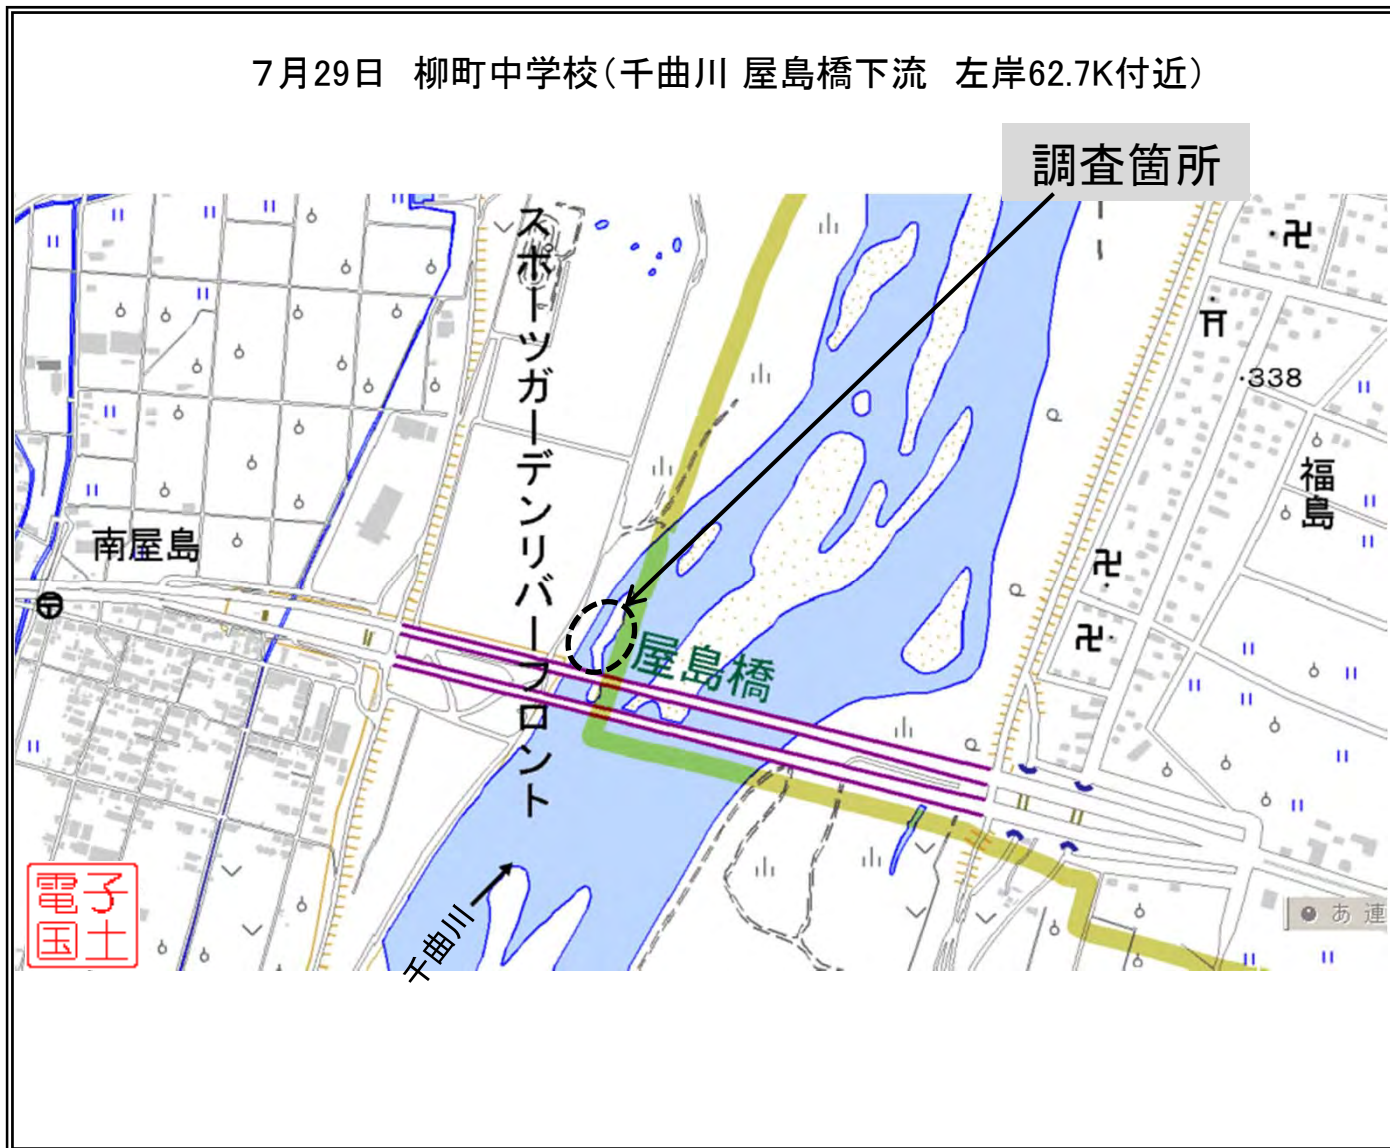 ７月29日　柳町中学校（千曲川 屋島橋下流　左岸62.7K付近）
調査箇所
スポーツガーデンリバーフロント
・338
福島
南屋島
屋島橋
千曲川
電子
国土
あ 連